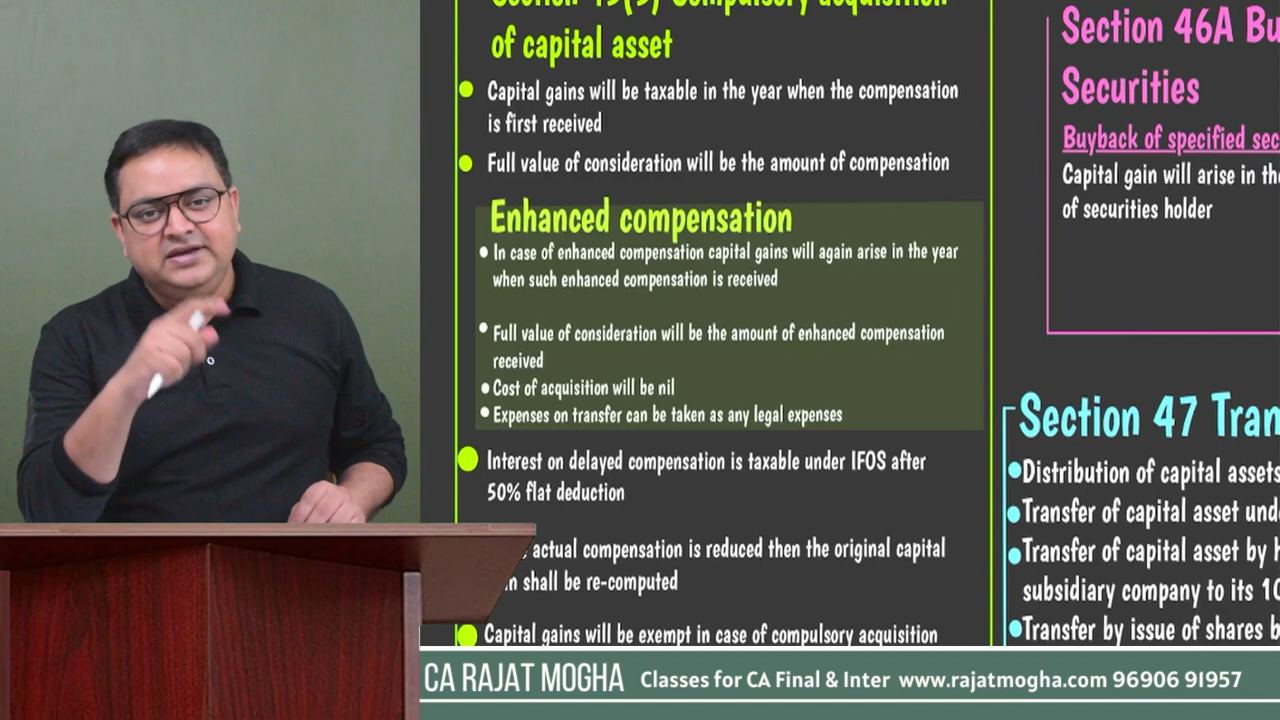 of capital asset
Capital gains will be taxable in the year when the compensation
is first received
Full value of consideration will be the amount of compensation
Enhanced compensation
In case of enhanced compensation capital gains will again arise in the year
when such enhanced compensation is received
Full value of consideration will be the amount of enhanced compensation
received
Cost of acquisition will be nil
Expenses on transfer can be taken as any legal expenses
Interest on delayed compensation is taxable under IFOS after
50% flat deduction
actual compensation is reduced then the original capital
shall be re-computed
Capital gains will be exempt in case of compulsory acquisition
Section 46A Bu
Securities
Buyback of specified sec
Capital gain will arise in the
of securities holder
Section 47 Tran
Distribution of capital assets
Transfer of capital asset und
Transfer of capital asset by h
subsidiary company to its 10
Transfer by issue of shares b
CA RAJAT MOGHA Classes for CA Final & Inter www.rajatmogha.com 96906 91957